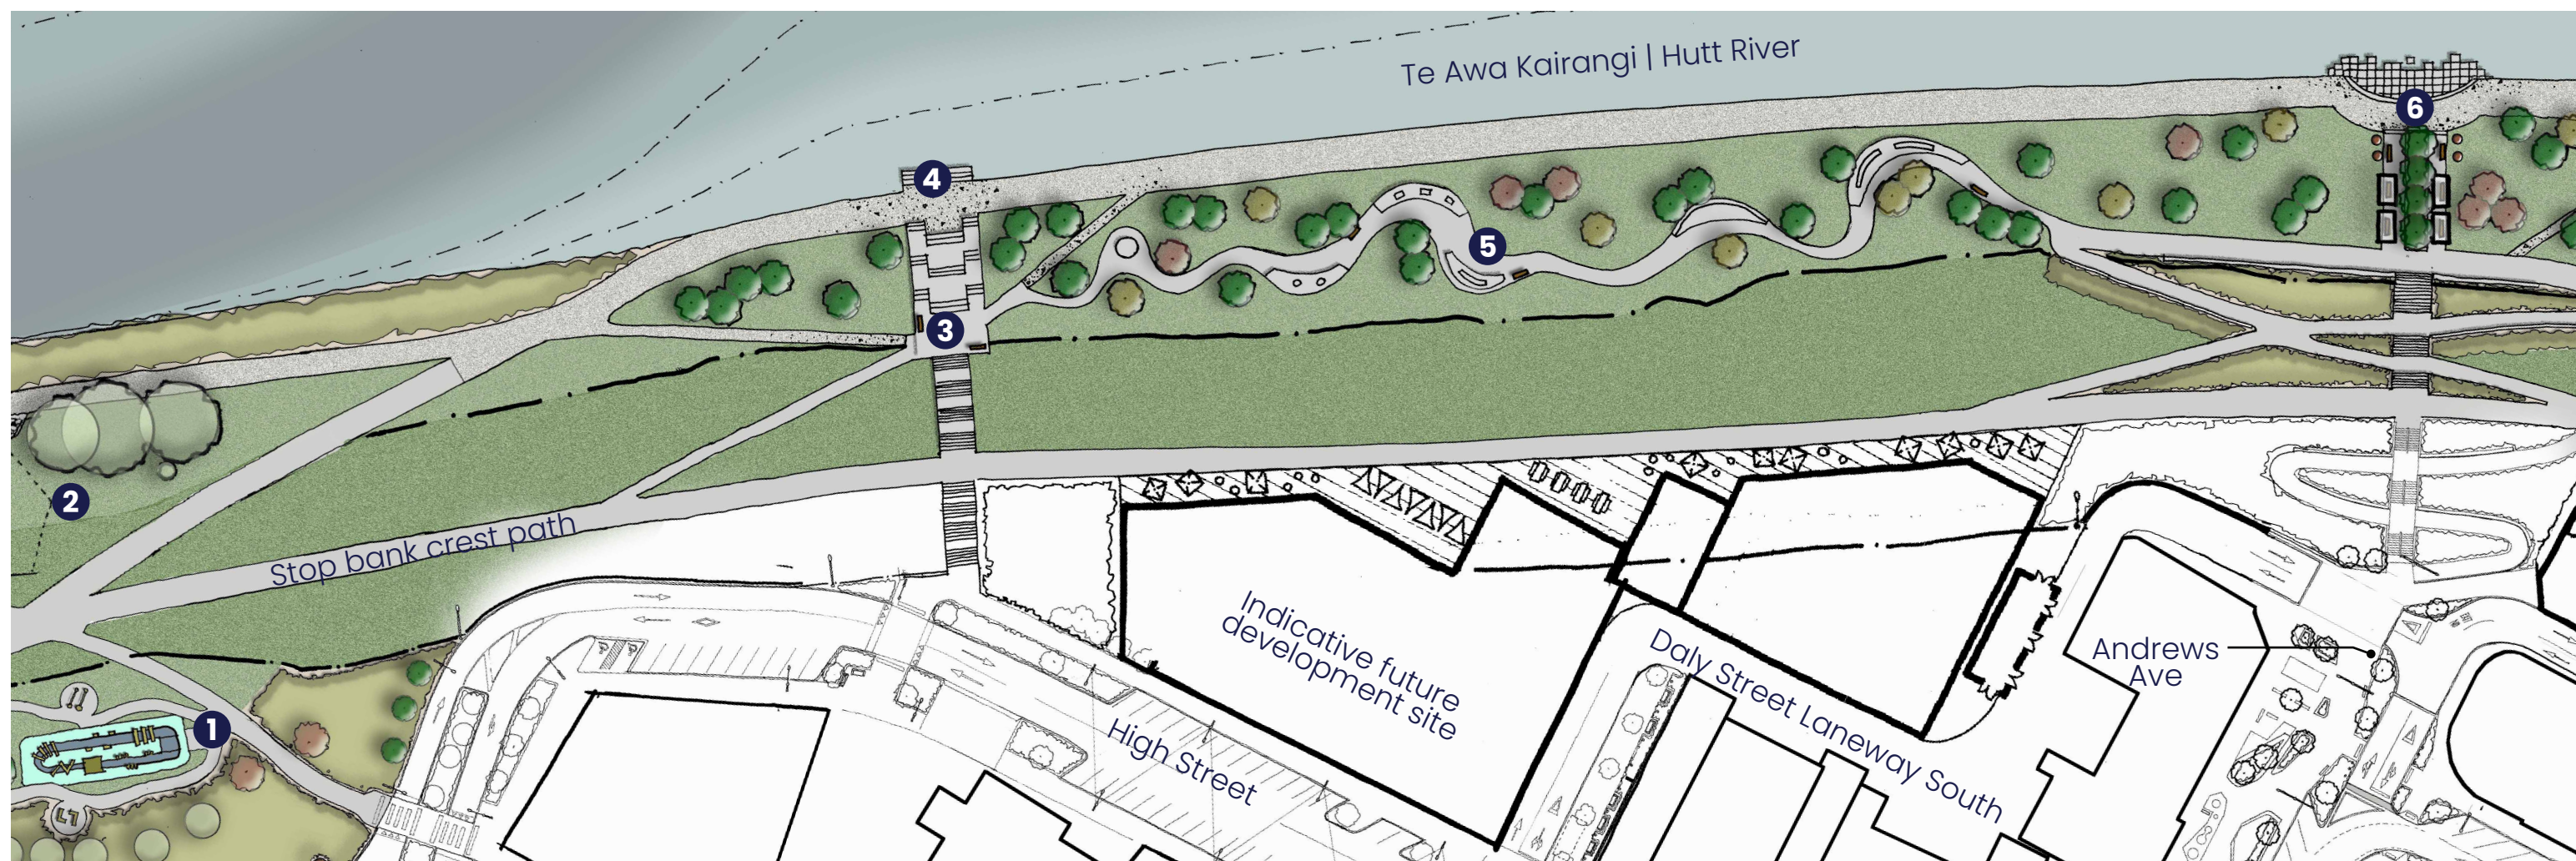 Te Awa Kairangi | Hutt River
6
4
5
3
2
Stop bank crest path
1
Indicative future
development site
High Street
Daly Street Laneway South
Andrews
Ave